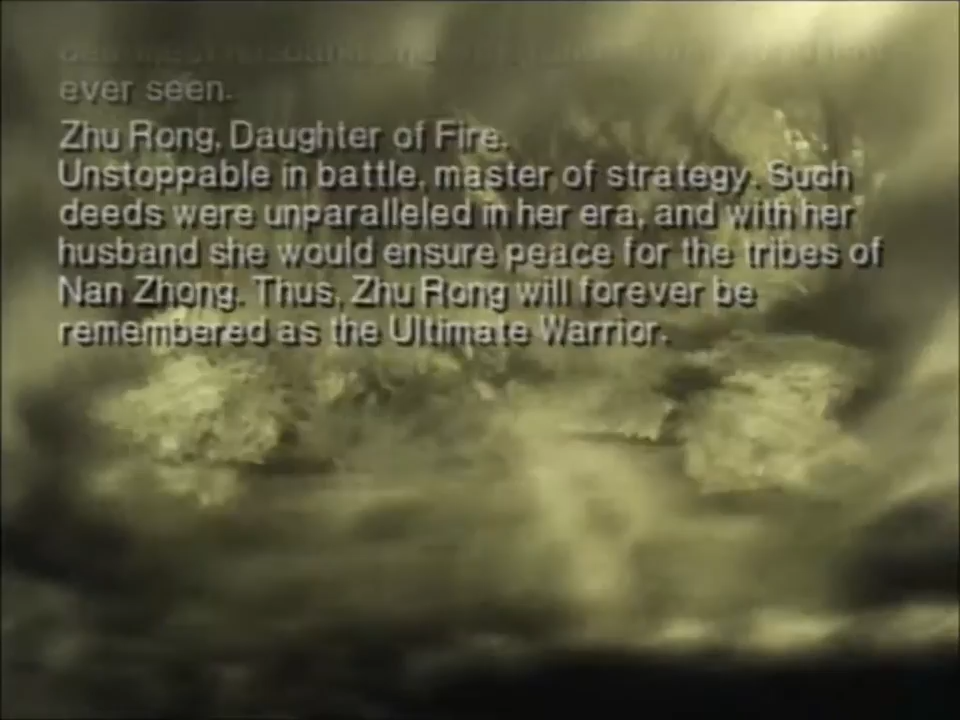 ever seen.
Zhu Rong, Daughter of Fire.
Unstoppable in battle, master of strategy. Such
deeds were unparalleled in her era, and with her
husband she would ensure peace for the tribes of
Nan Zhong. Thus, Zhu Rong will forever be
remembered as the Ultimate Warrior.